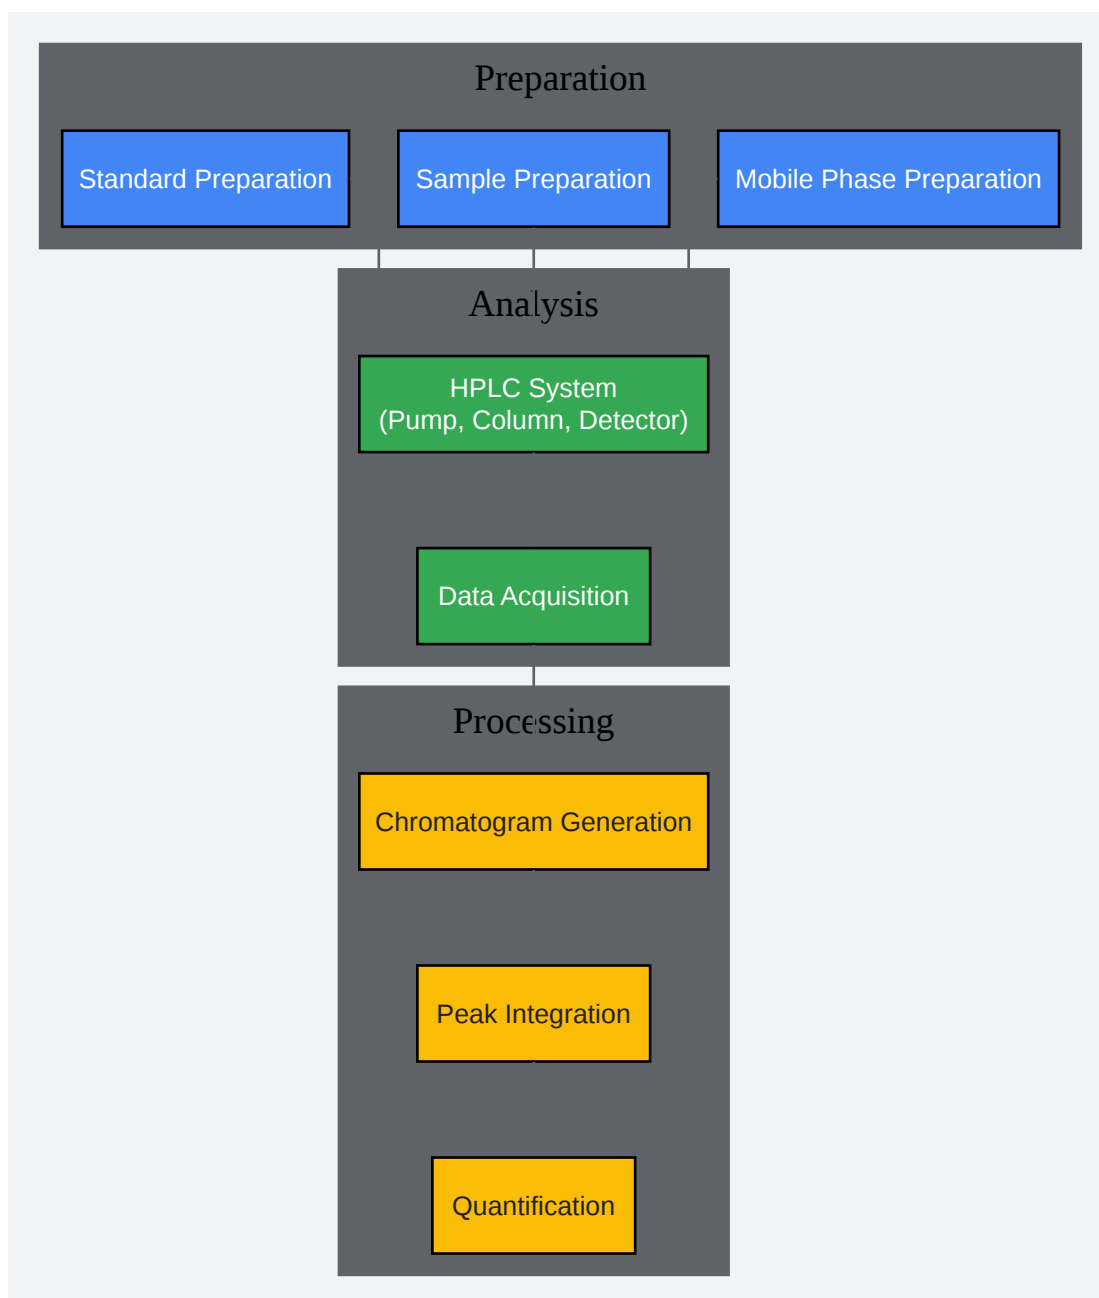 Preparation
Standard Preparation
Sample Preparation
Mobile Phase Preparation
Analysis
HPLC System
(Pump, Column, Detector)
Data Acquisition
Processing
Chromatogram Generation
Peak Integration
Quantification